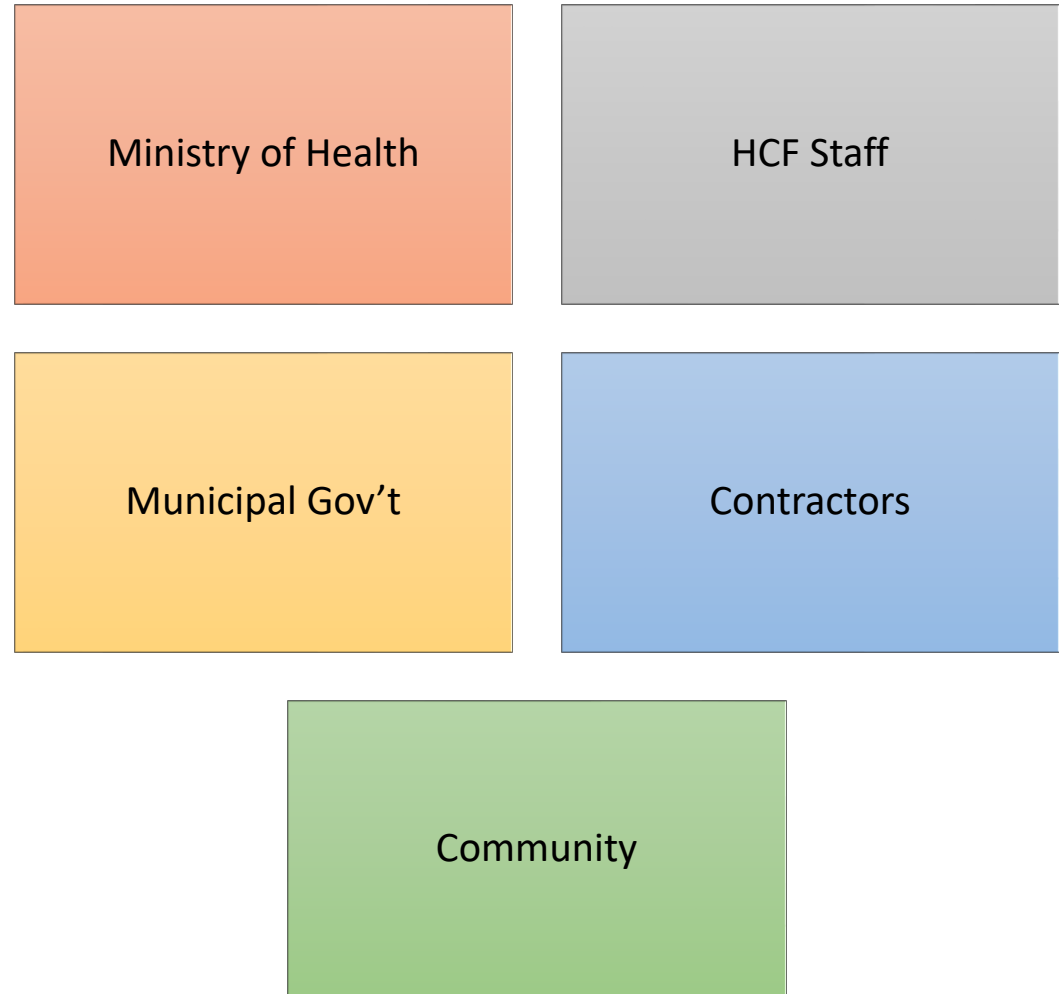 Ministry of Health
HCF Staff
Municipal Gov’t
Contractors
Community